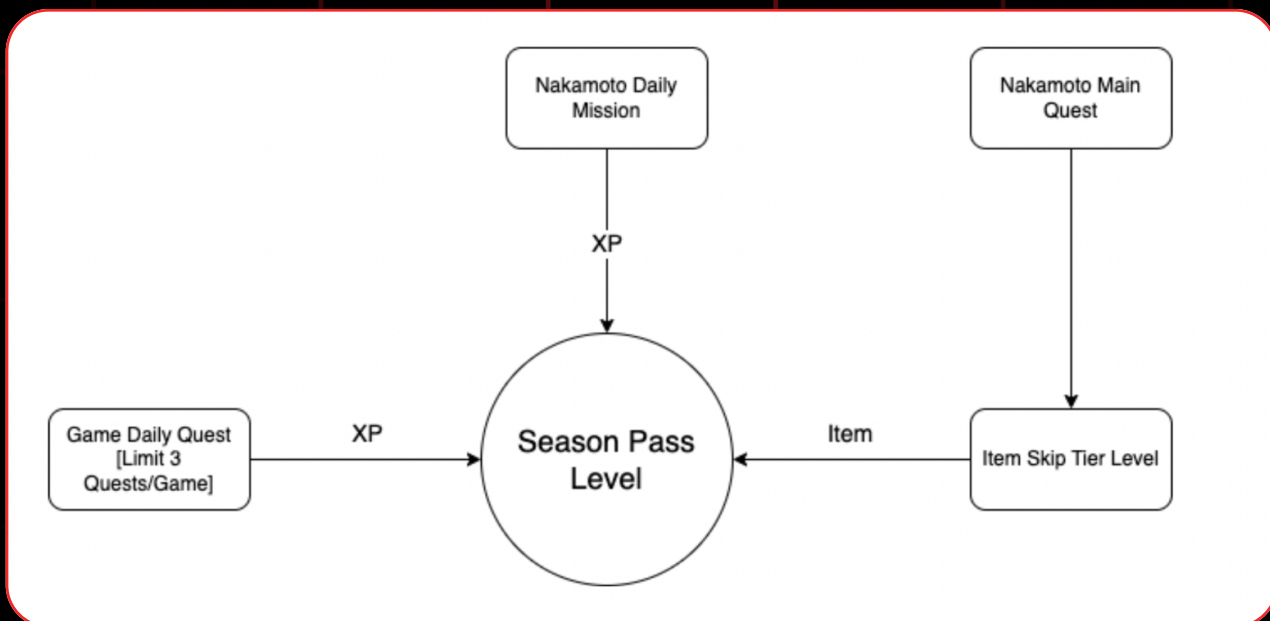 Nakamoto Daily
Mission
Nakamoto Main
Quest
XP
Game Daily Quest
[Limit 3
Quests/Game]
XP
Season Pass
Level
Item
Item Skip Tier Level